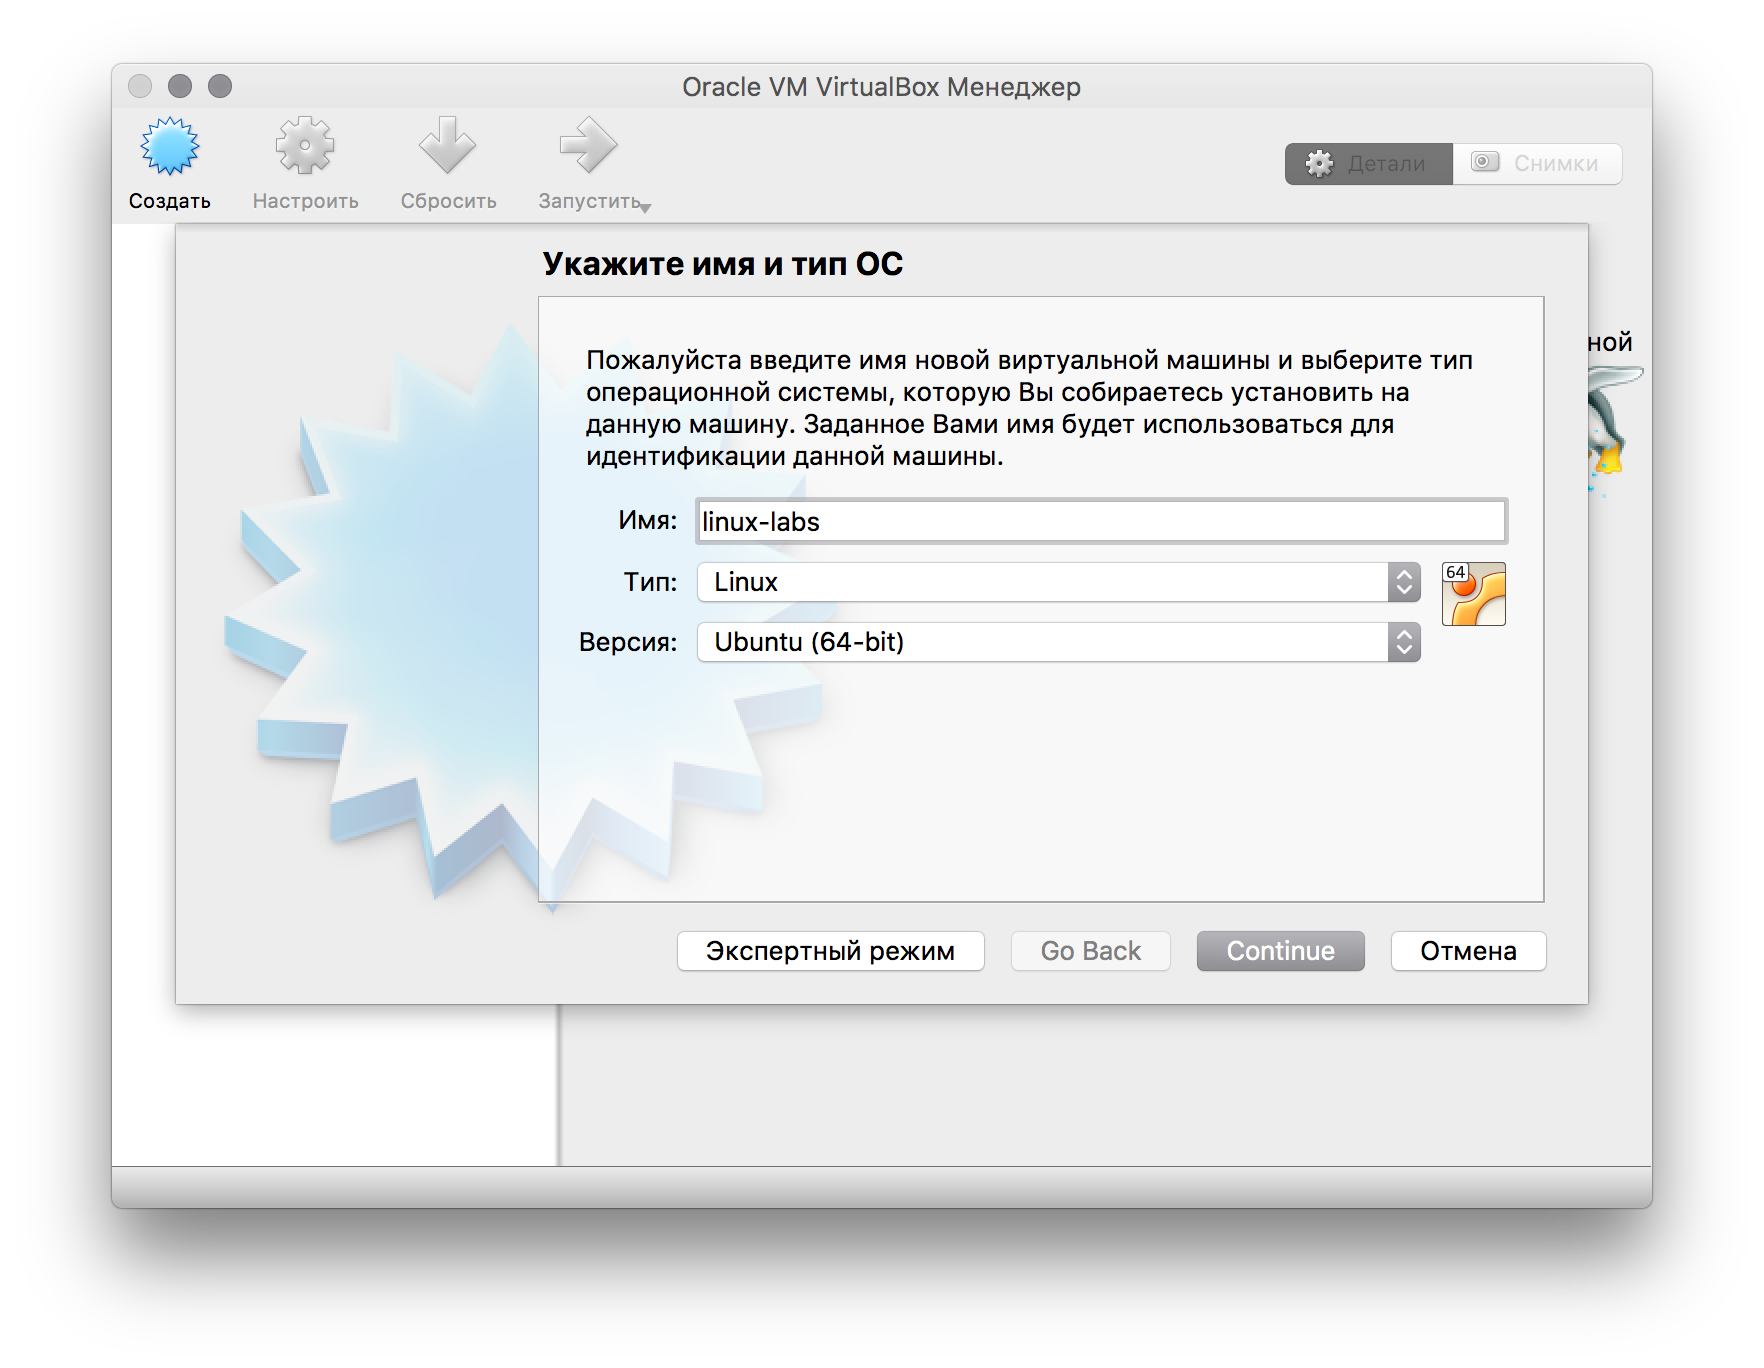 Oracle VM VirtualBox Менеджер
Создать
Настроить
Сбросить
Запустить
Детали
Снимки
Укажите имя и тип ОС
ной
Пожалуйста введите имя новой виртуальной машины и выберите тип
операционной системы, которую Вы собираетесь установить на
данную машину. Заданное Вами имя будет использоваться для
идентификации данной машины.
Имя: linux-labs
Тип: Linux
64
Версия: Ubuntu (64-bit)
Экспертный режим
Go Back
Continue
Отмена